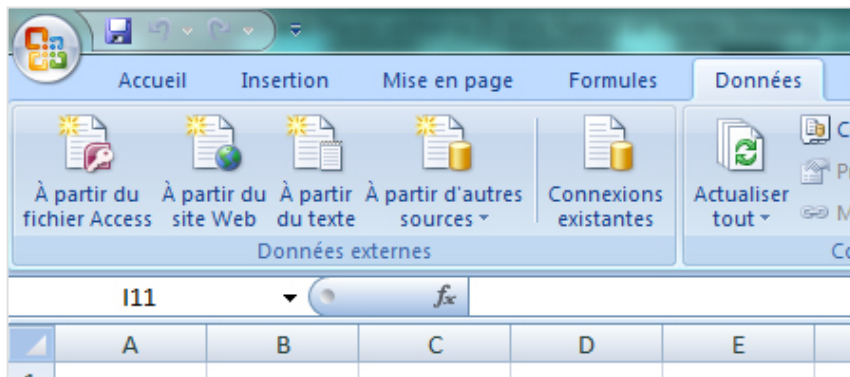 Accueil Insertion Mise en page Formules Données
À partir du fichier Access
À partir du site Web
À partir du texte
À partir d'autres sources
Connexions existantes
Actualiser tout
Données externes
I11 fx
A B C D E